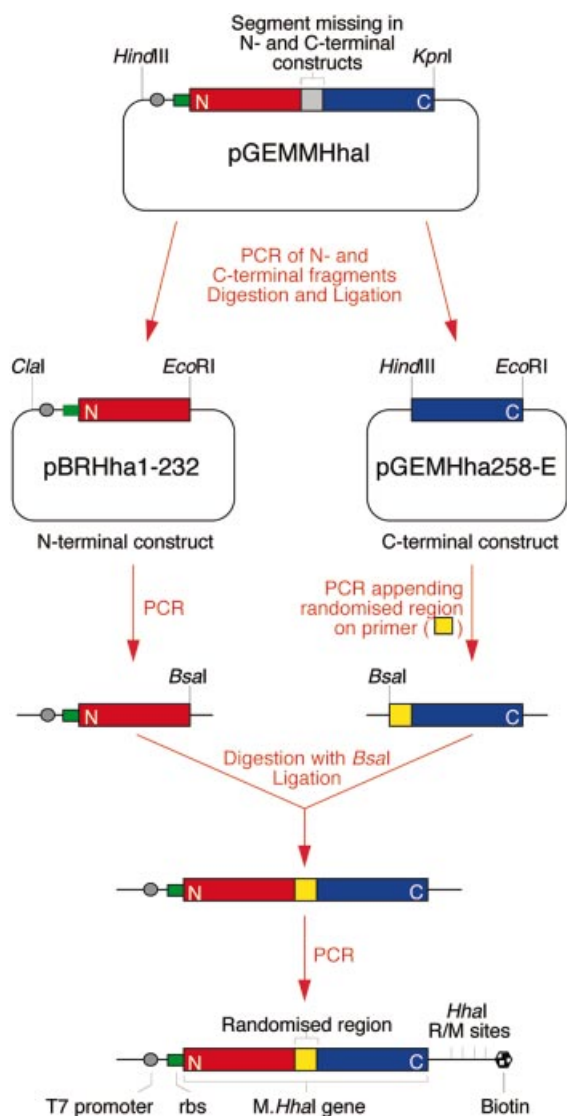 Segment missing in
N- and C-terminal
constructs
HindIII
KpnI
N
C
pGEMMHhaI
PCR of N- and
C-terminal fragments
Digestion and Ligation
ClaI
EcoRI
N
pBRHha1-232
N-terminal construct
HindIII
EcoRI
C
pGEMHha258-E
C-terminal construct
PCR
PCR appending
randomised region
on primer ( )
BsaI
N
BsaI
C
Digestion with BsaI
Ligation
N
C
PCR
Randomised region
HhaI
R/M sites
N
C
T7 promoter
rbs
M.HhaI gene
Biotin